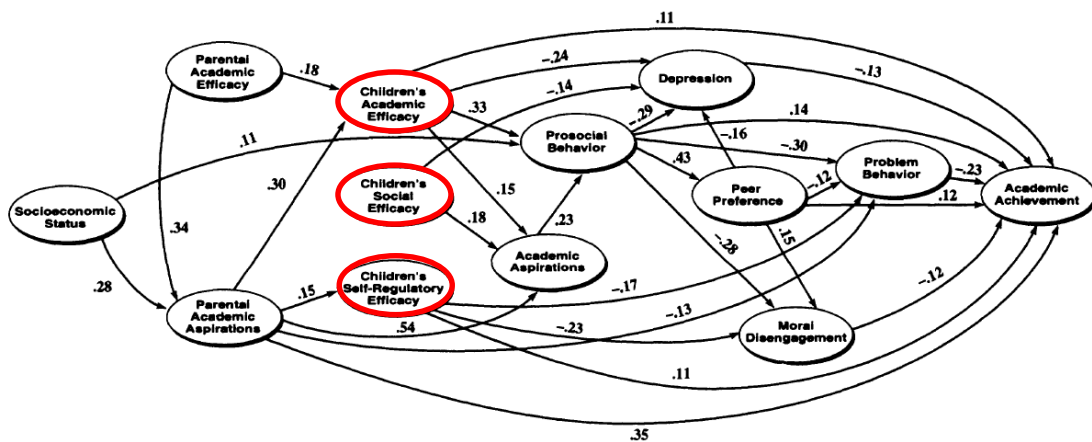 .11
Parental
Academic
Efficacy
.18
-.24
Children's
Academic
Efficacy
-.14
Depression
-.13
.33
-.29
.14
.11
Prosocial
Behavior
-.16
-.30
.43
Problem
Behavior
-.23
.30
Children's
Social
Efficacy
.15
Peer
Preference
-.12
.12
Academic
Achievement
Socioeconomic
Status
.34
.18
.23
.15
-.28
Academic
Aspirations
.28
.15
Children's
Self-Regulatory
Efficacy
-.17
-.12
Parental
Academic
Aspirations
.54
-.13
-.23
Moral
Disengagement
.11
.35